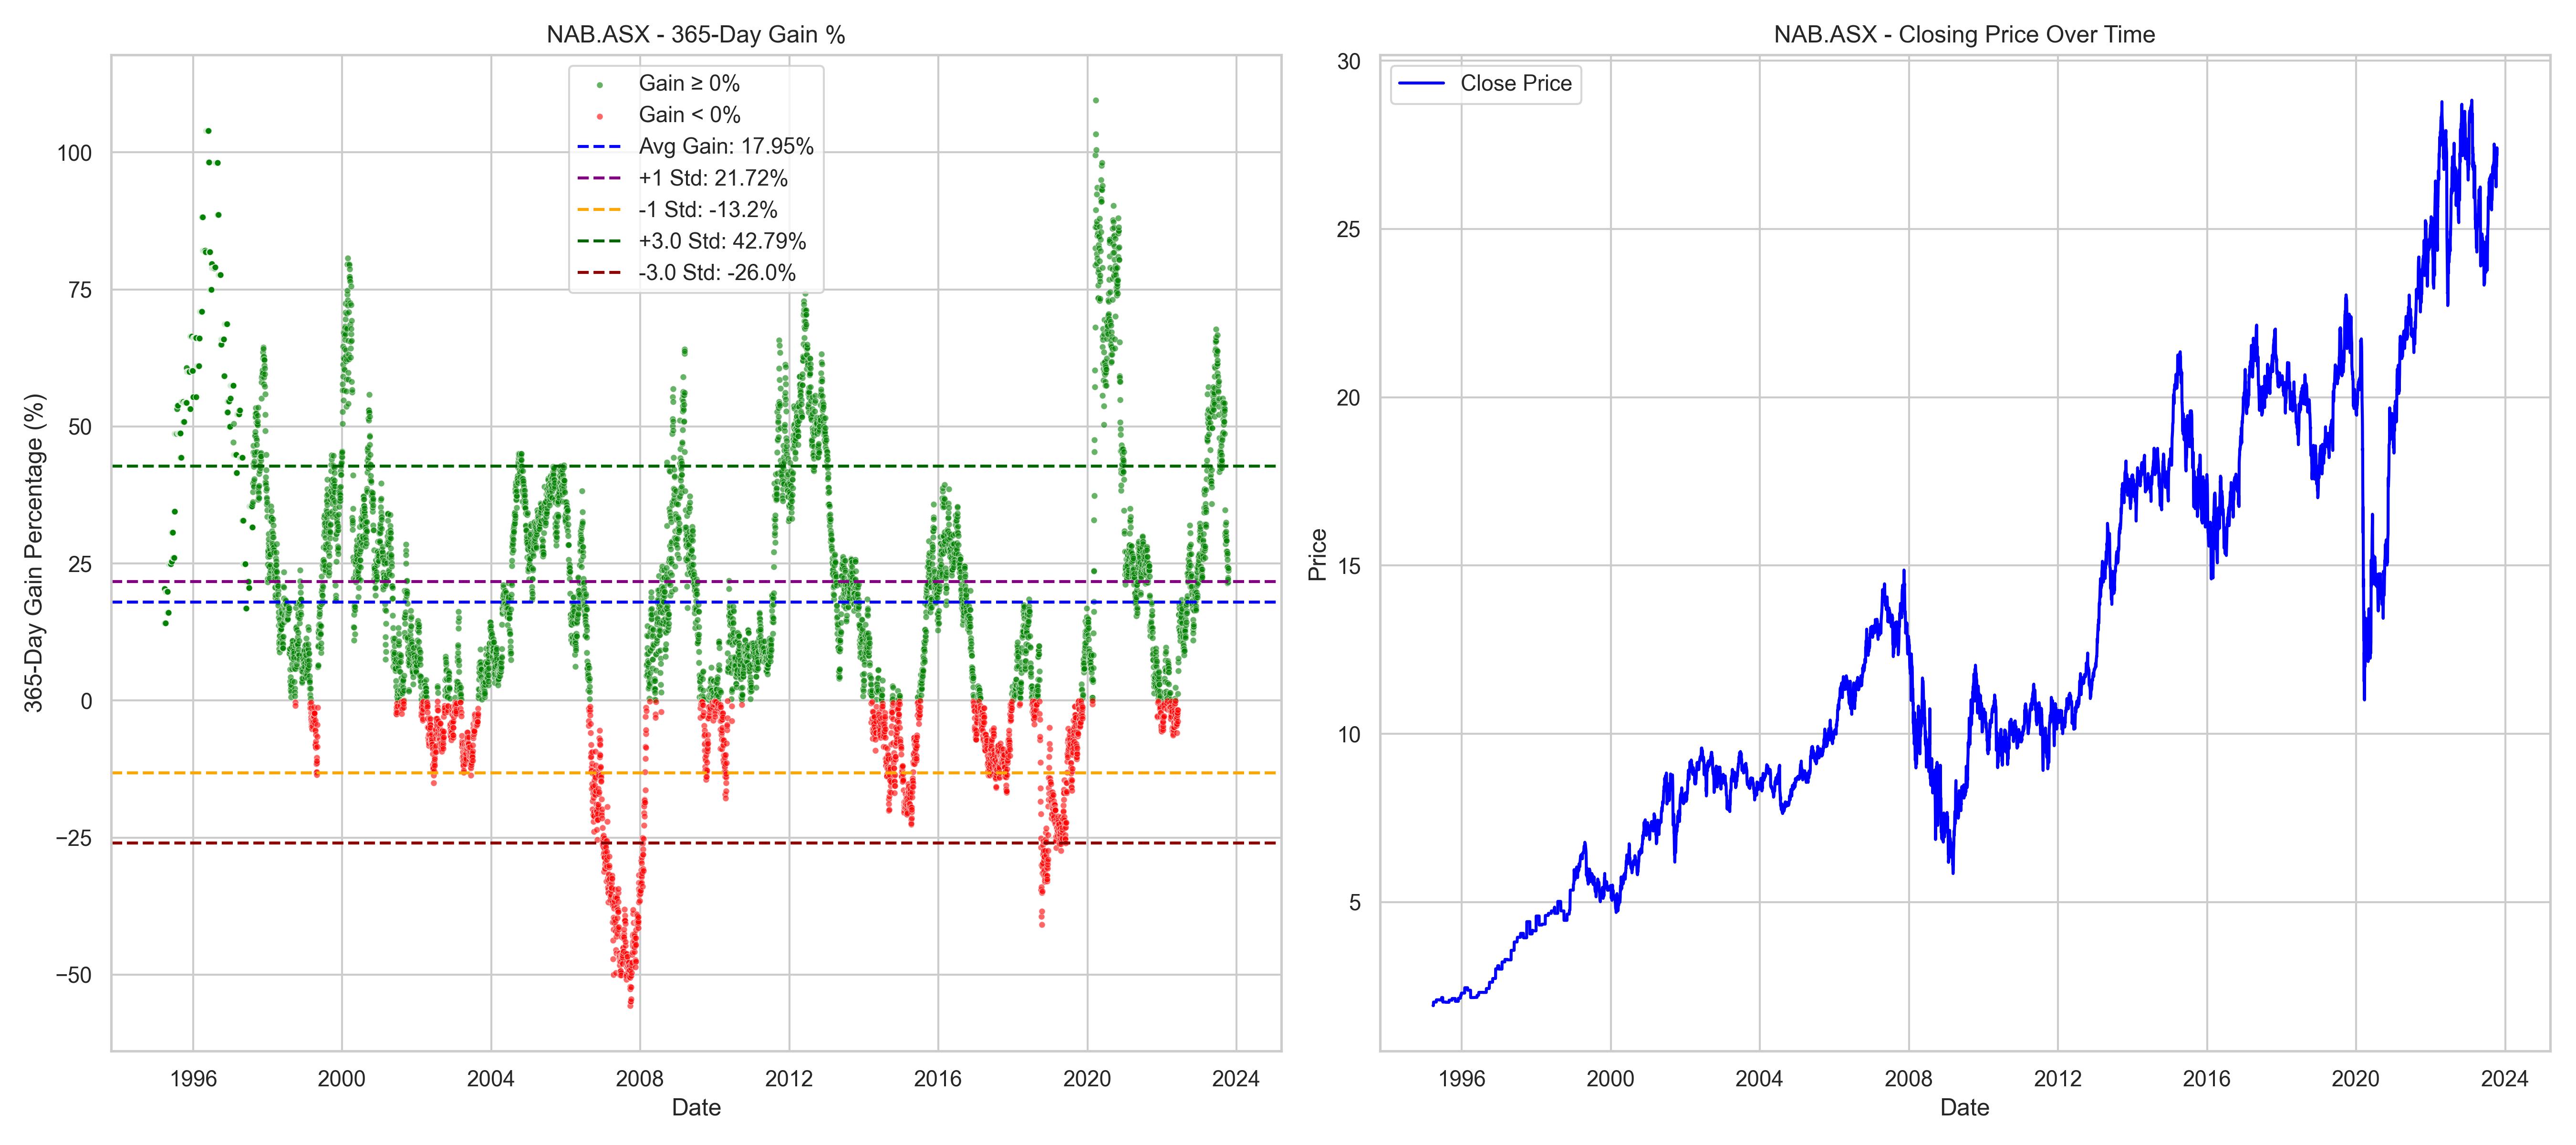 NAB.ASX - 365-Day Gain %
Gain ≥ 0%
Gain < 0%
Avg Gain: 17.95%
+1 Std: 21.72%
-1 Std: -13.2%
+3.0 Std: 42.79%
-3.0 Std: -26.0%
365-Day Gain Percentage (%)
100
75
50
25
0
−25
−50
1996 2000 2004 2008 2012 2016 2020 2024
Date
NAB.ASX - Closing Price Over Time
Close Price
Price
30
25
20
15
10
5
1996 2000 2004 2008 2012 2016 2020 2024
Date